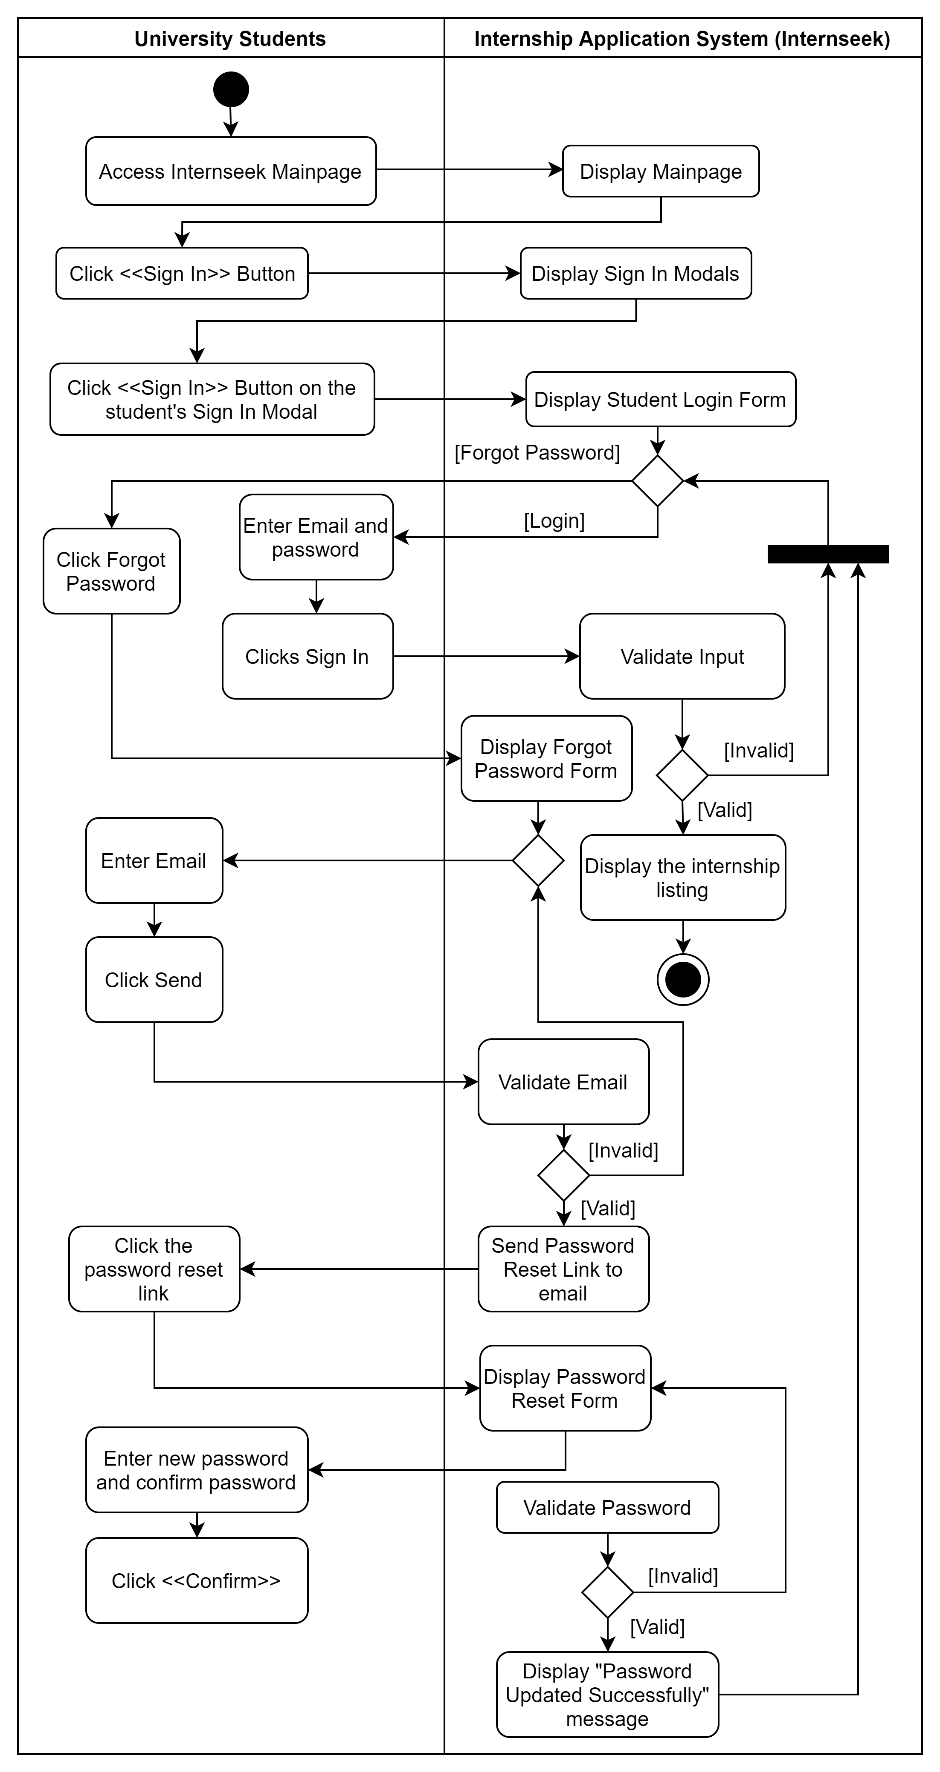 University Students
Internship Application System (Internseek)
Access Internseek Mainpage
Display Mainpage
Click <<Sign In>> Button
Display Sign In Modals
Click <<Sign In>> Button on the
student's Sign In Modal
Display Student Login Form
[Forgot Password]
[Login]
Enter Email and
password
Click Forgot
Password
Clicks Sign In
Validate Input
[Invalid]
[Valid]
Display Forgot
Password Form
Display the internship
listing
Enter Email
Click Send
Validate Email
[Invalid]
[Valid]
Send Password
Reset Link to
email
Click the
password reset
link
Display Password
Reset Form
Enter new password
and confirm password
Click <<Confirm>>
Validate Password
[Invalid]
[Valid]
Display "Password
Updated Successfully"
message